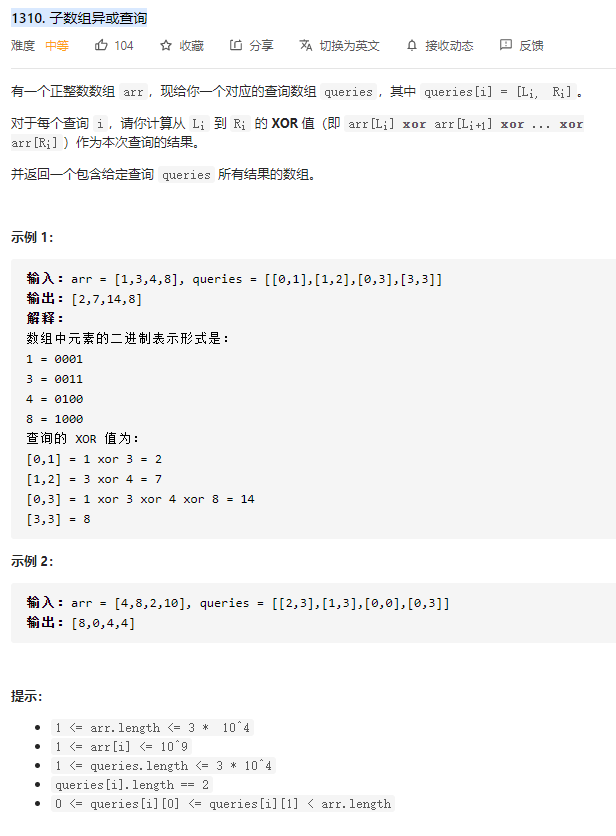 1310. 子数组异或查询
难度 中等 104 收藏 分享 切换为英文 接收动态 反馈
有一个正整数数组 arr，现给你一个对应的查询数组 queries，其中 queries[i] = [Li, Ri]。
对于每个查询 i，请你计算从 Li 到 Ri 的 XOR 值（即 arr[Li] xor arr[Li+1] xor ... xor
arr[Ri]）作为本次查询的结果。
并返回一个包含给定查询 queries 所有结果的数组。
示例 1：
输入：arr = [1,3,4,8], queries = [[0,1],[1,2],[0,3],[3,3]]
输出：[2,7,14,8]
解释：
数组中元素的二进制表示形式是：
1 = 0001
3 = 0011
4 = 0100
8 = 1000
查询的 XOR 值为：
[0,1] = 1 xor 3 = 2
[1,2] = 3 xor 4 = 7
[0,3] = 1 xor 3 xor 4 xor 8 = 14
[3,3] = 8
示例 2：
输入：arr = [4,8,2,10], queries = [[2,3],[1,3],[0,0],[0,3]]
输出：[8,0,4,4]
提示：
1 <= arr.length <= 3 * 10^4
1 <= arr[i] <= 10^9
1 <= queries.length <= 3 * 10^4
queries[i].length == 2
0 <= queries[i][0] <= queries[i][1] < arr.length